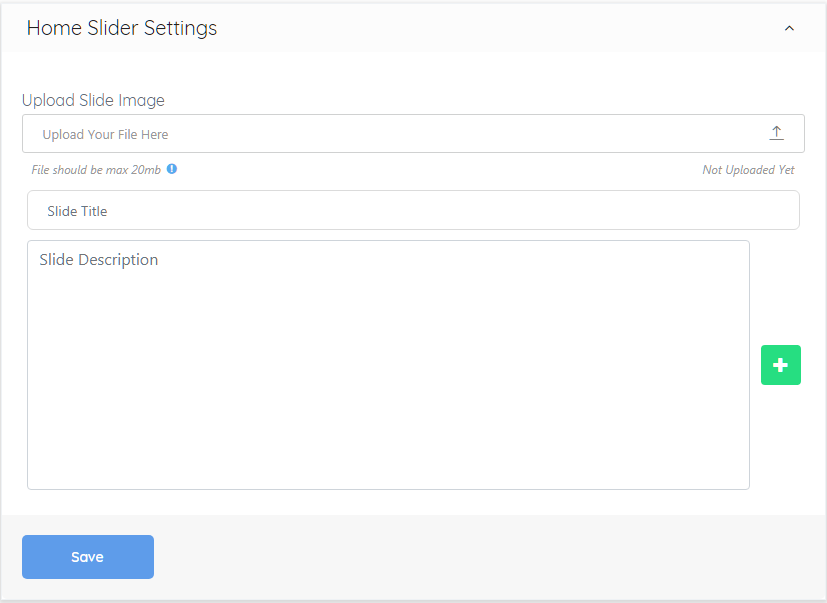 Home Slider Settings
Upload Slide Image
Upload Your File Here
File should be max 20mb
Not Uploaded Yet
Slide Title
Slide Description
Save